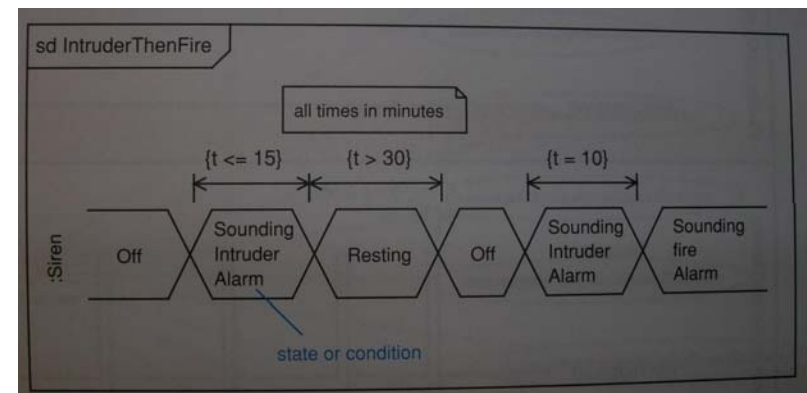 sd IntruderThenFire
all times in minutes
{t <= 15}
{t > 30}
{t = 10}
:Siren
Off
Sounding
Intruder
Alarm
Resting
Off
Sounding
Intruder
Alarm
Sounding
fire
Alarm
state or condition